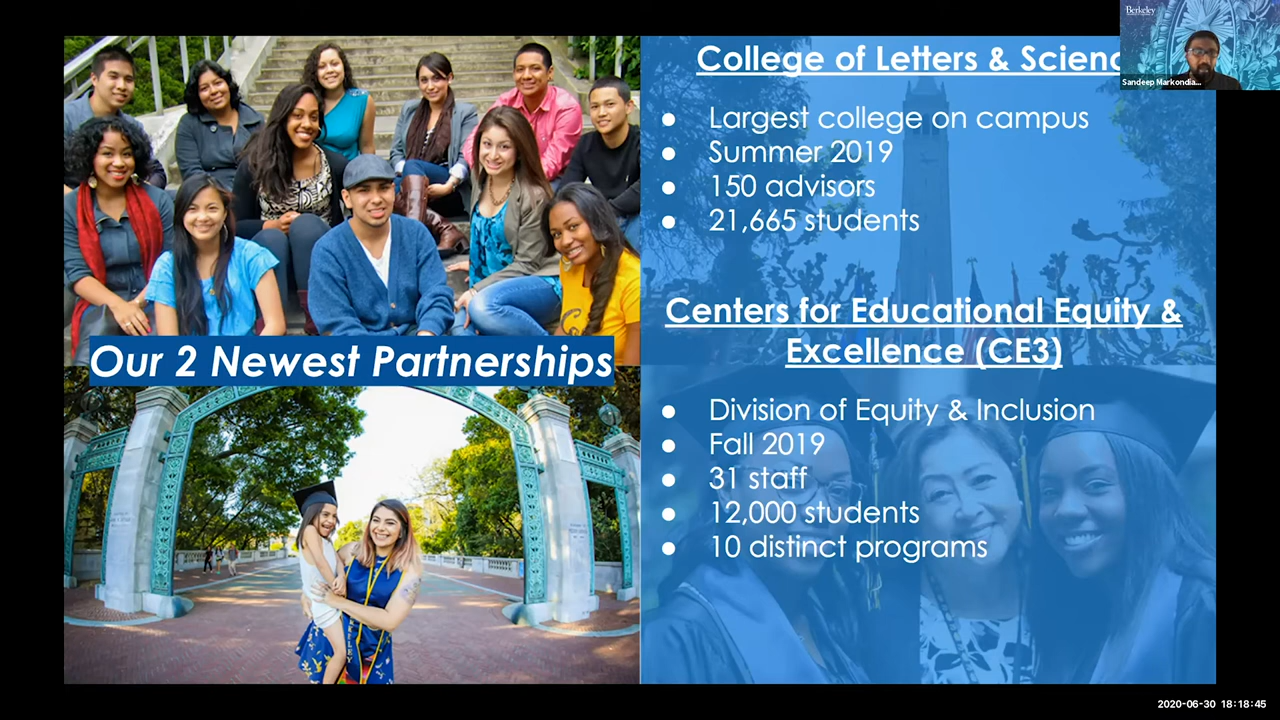 Berkeley
Sandeep Markondia...
College of Letters & Scienc
● Largest college on campus
● Summer 2019
● 150 advisors
● 21,665 students
Our 2 Newest Partnerships
Centers for Educational Equity &
Excellence (CE3)
● Division of Equity & Inclusion
● Fall 2019
● 31 staff
● 12,000 students
● 10 distinct programs
2020-06-30 18:18:45